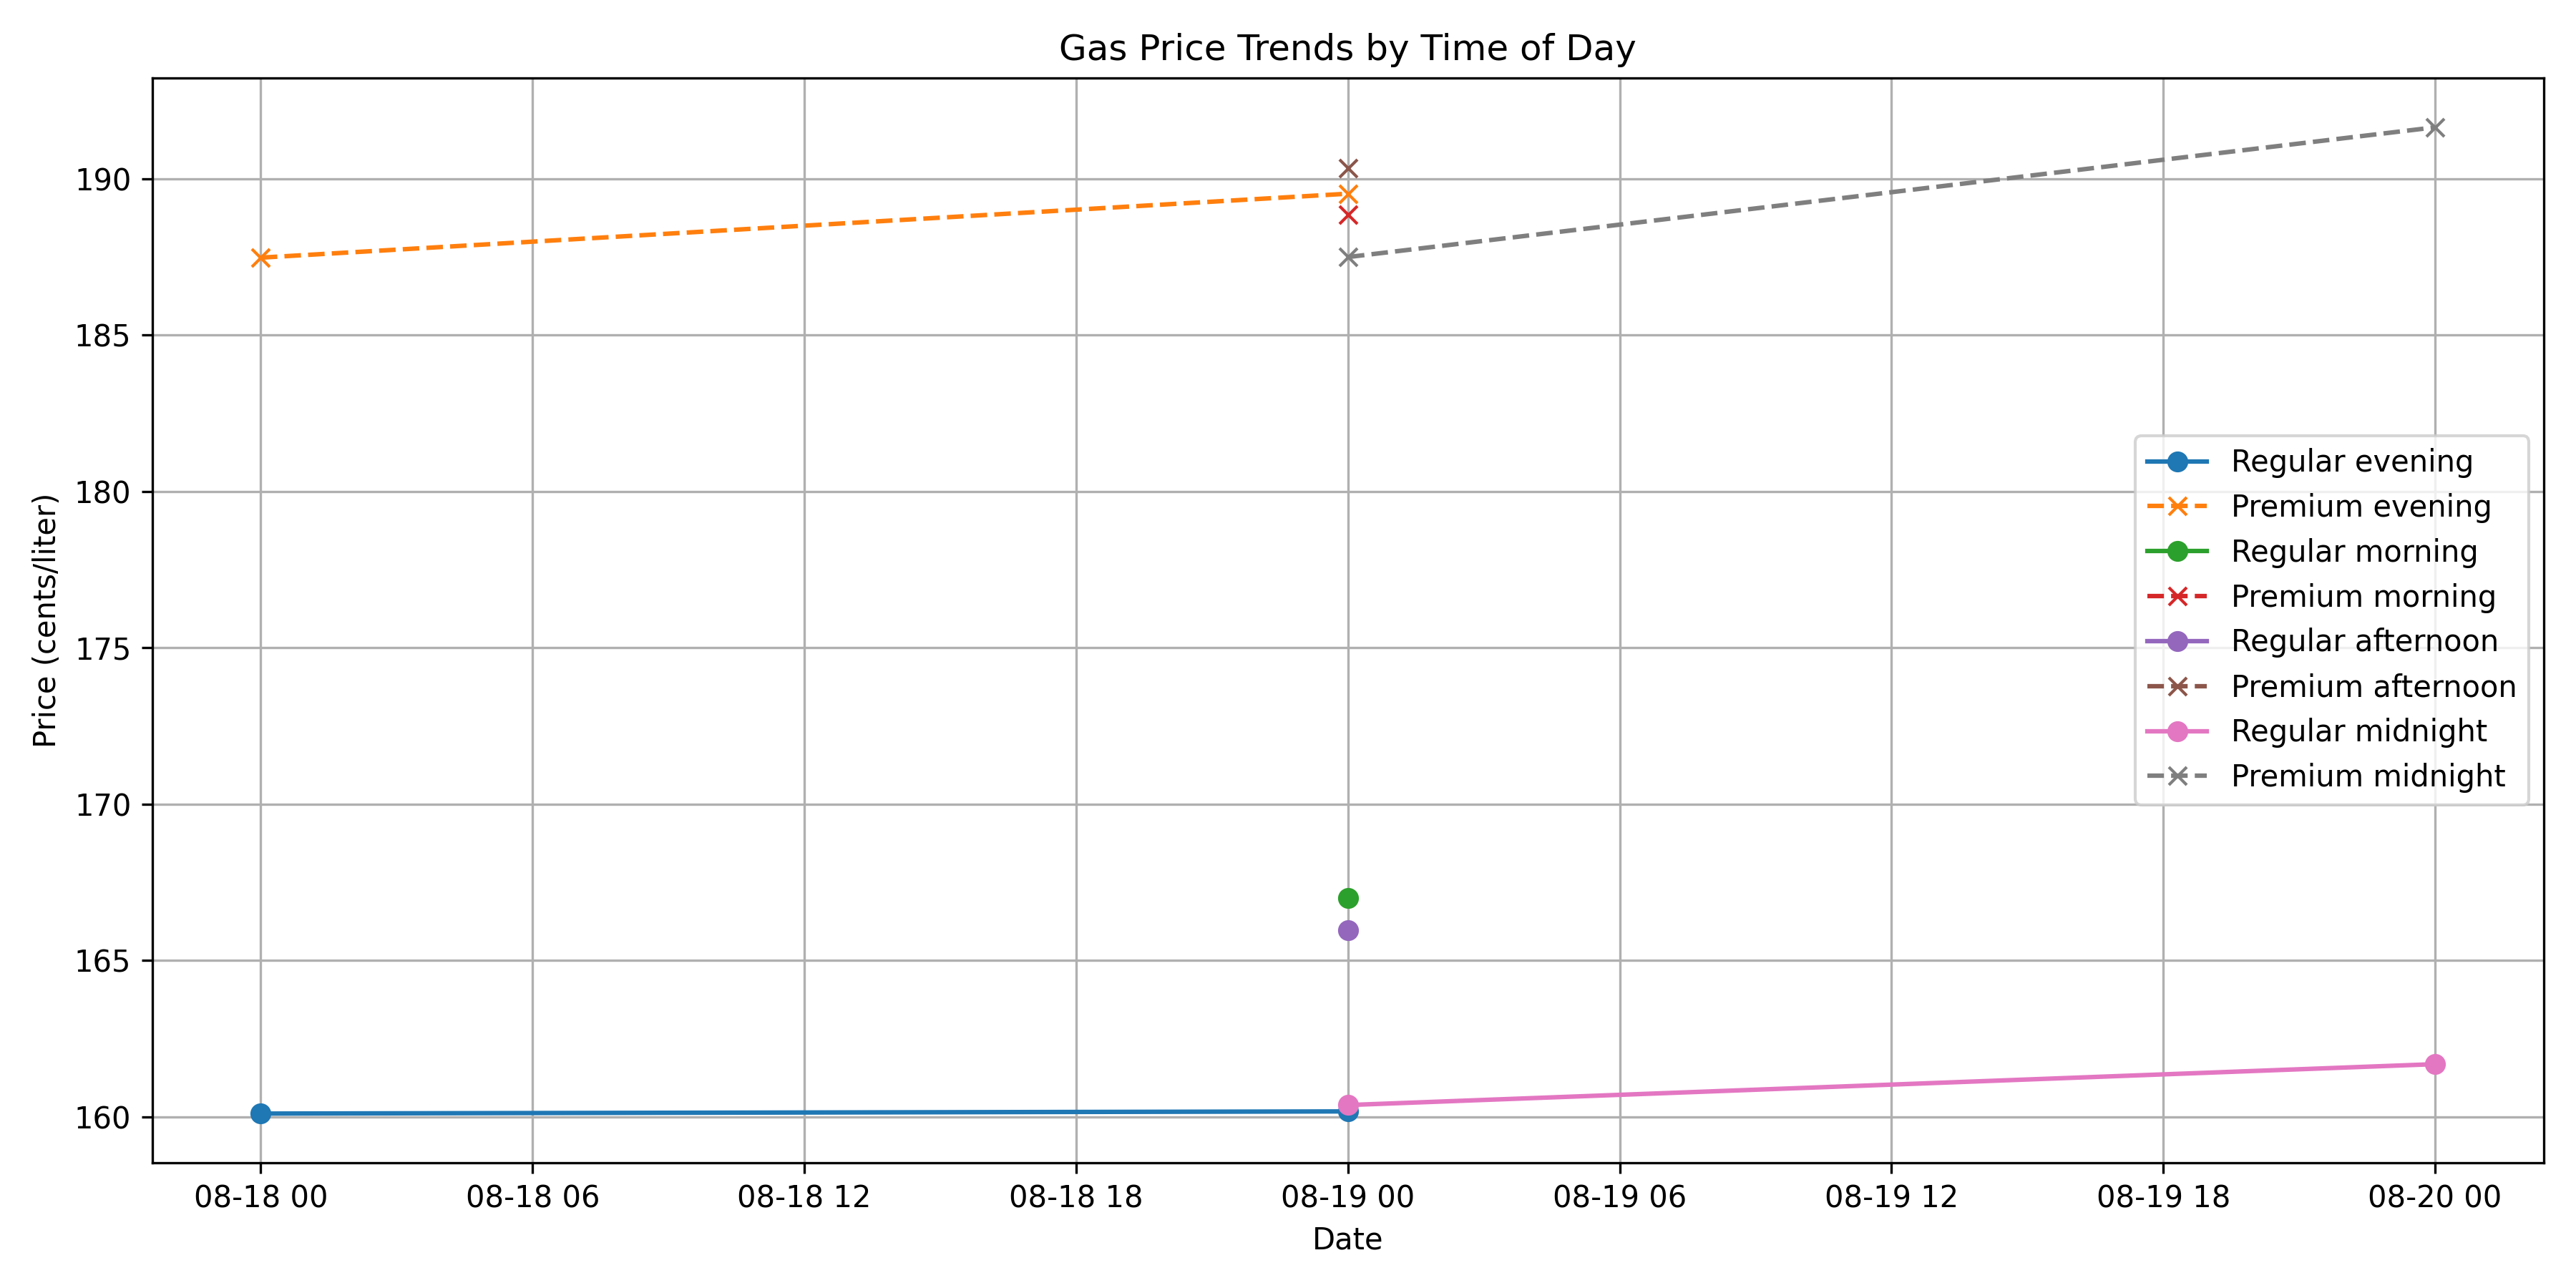 Gas Price Trends by Time of Day
Price (cents/liter)
190
185
180
175
170
165
160
Regular evening
Premium evening
Regular morning
Premium morning
Regular afternoon
Premium afternoon
Regular midnight
Premium midnight
08-18 00 08-18 06 08-18 12 08-18 18 08-19 00 08-19 06 08-19 12 08-19 18 08-20 00
Date